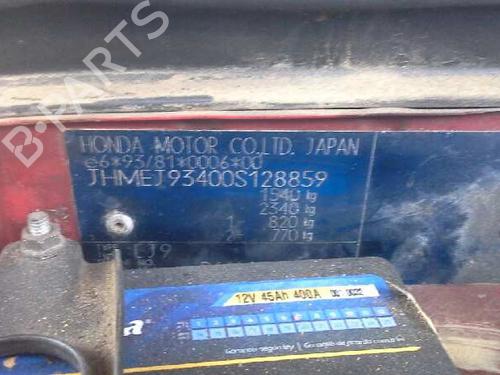 HONDA MOTOR CO.LTD. JAPAN
e6*93/81*0006*00
JHMEJ93400S128859
1540 kg
2340 kg
1- 820 kg
2- 770 kg
EJ9
12V 45Ah 400A
B-PARTS